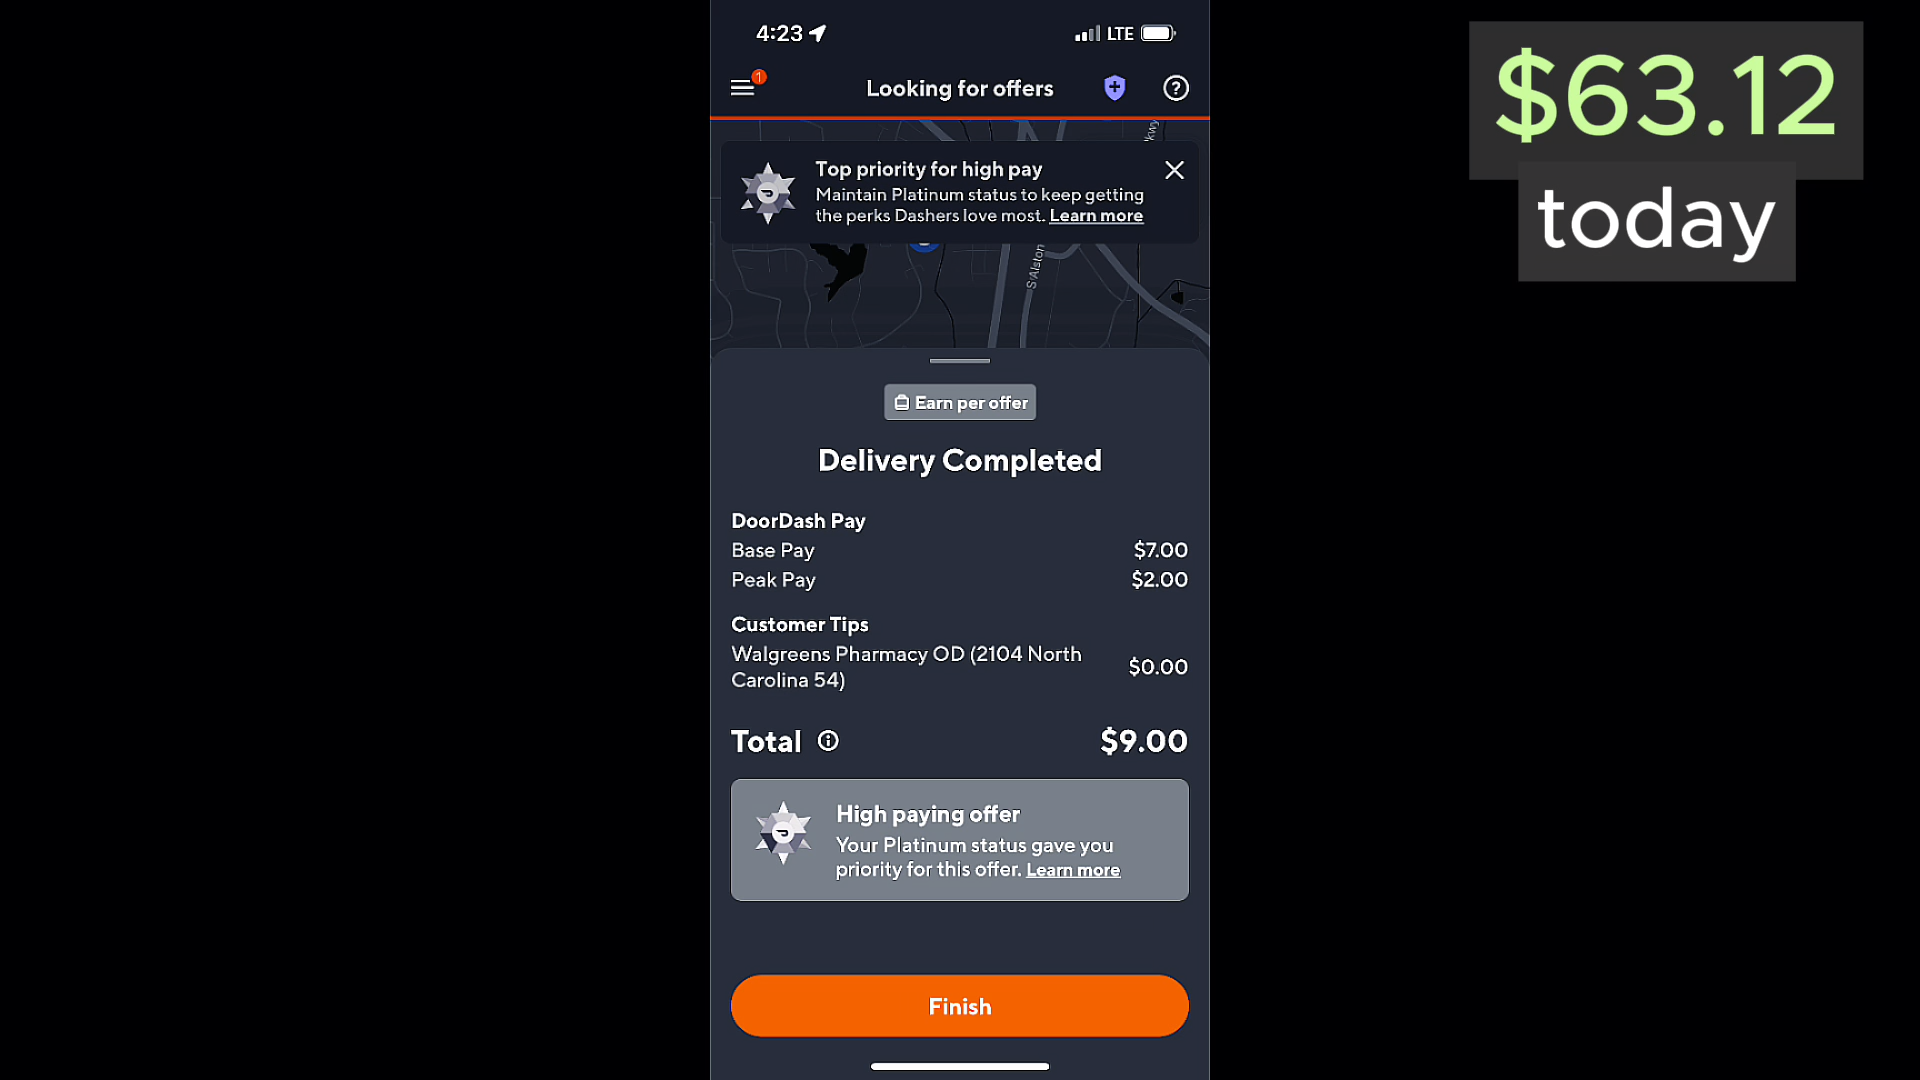 4:23
LTE
1
Looking for offers
?
$63.12
today
Top priority for high pay
Maintain Platinum status to keep getting
the perks Dashers love most. Learn more
S Alston
Earn per offer
Delivery Completed
DoorDash Pay
Base Pay $7.00
Peak Pay $2.00
Customer Tips
Walgreens Pharmacy OD (2104 North
Carolina 54)
$0.00
Total $9.00
High paying offer
Your Platinum status gave you
priority for this offer. Learn more
Finish